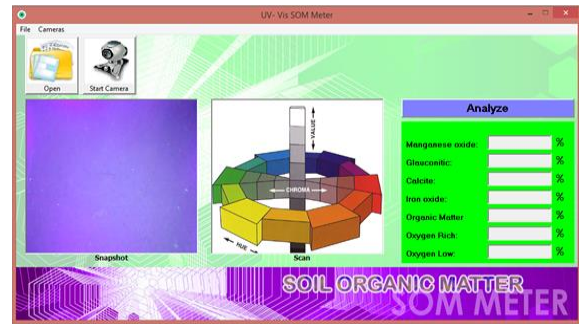 UV- Vis SOM Meter
File Cameras
Open
Start Camera
VALUE
CHROMA
HUE
Snapshot
Scan
Analyze
Manganese oxide: %
Glauconitic: %
Calcite: %
Iron oxide: %
Organic Matter %
Oxygen Rich: %
Oxygen Low: %
SOIL ORGANIC MATTER
SOM METER